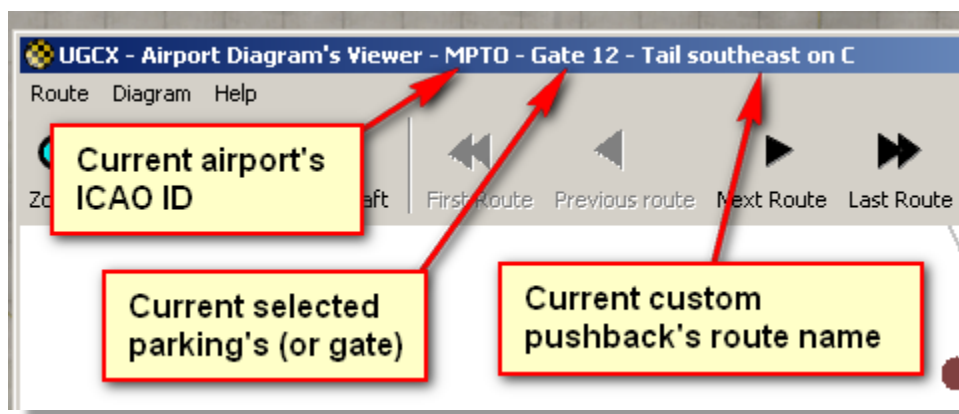 UGCX - Airport Diagram's Viewer - MPTO - Gate 12 - Tail southeast on C
Route Diagram Help
Current airport's
ICAO ID
First Route Previous route Next Route Last Route
Current selected
parking's (or gate)
Current custom
pushback's route name